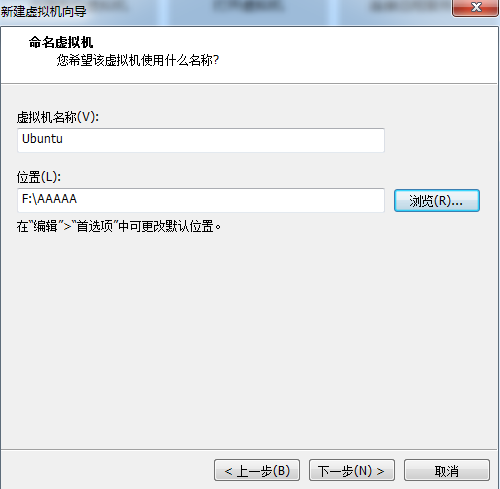 新建虚拟机向导
命名虚拟机
您希望该虚拟机使用什么名称?
虚拟机名称(V):
Ubuntu
位置(L):
F:\AAAAA
浏览(R)...
在“编辑”>“首选项”中可更改默认位置。
< 上一步(B)
下一步(N) >
取消